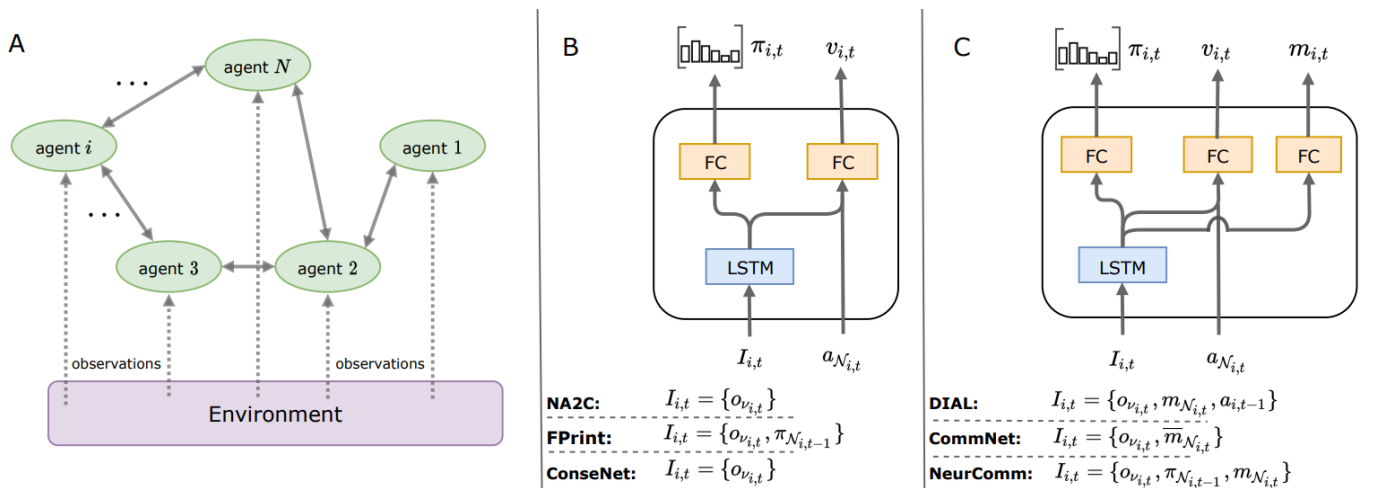 A
agent N
...
agent i
agent 1
...
agent 3
agent 2
observations
observations
Environment
B
π_{i,t}
v_{i,t}
FC
FC
LSTM
I_{i,t}
a_{𝒩_{i,t}}
NA2C: I_{i,t} = {o_{ν_{i,t}}}
FPrint: I_{i,t} = {o_{ν_{i,t}}, π_{𝒩_{i,t−1}}}
ConseNet: I_{i,t} = {o_{ν_{i,t}}}
C
π_{i,t}
v_{i,t}
m_{i,t}
FC
FC
FC
LSTM
I_{i,t}
a_{𝒩_{i,t}}
DIAL: I_{i,t} = {o_{ν_{i,t}}, m_{𝒩_{i,t}}, a_{i,t−1}}
CommNet: I_{i,t} = {o_{ν_{i,t}}, m̅_{𝒩_{i,t}}}
NeurComm: I_{i,t} = {o_{ν_{i,t}}, π_{𝒩_{i,t−1}}, m_{𝒩_{i,t}}}